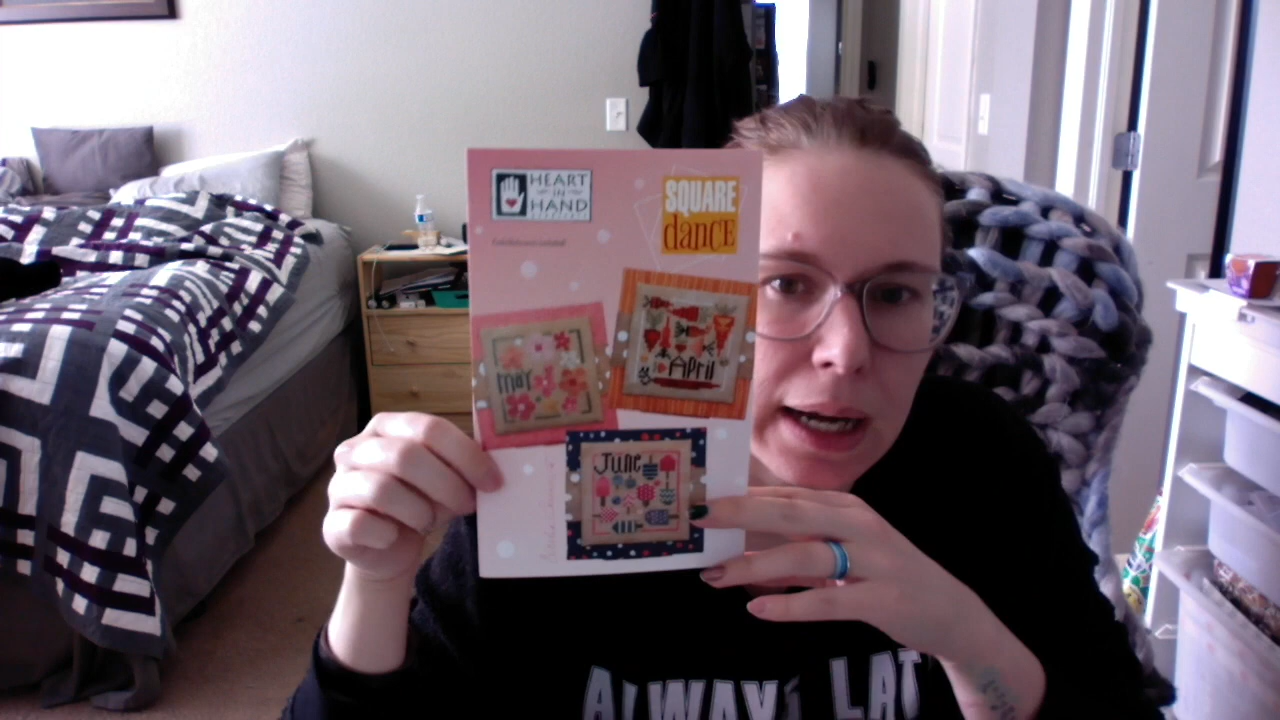 HEART
IN
HAND
SQUARE
dancE
may
April
June
ALWAYS LAT